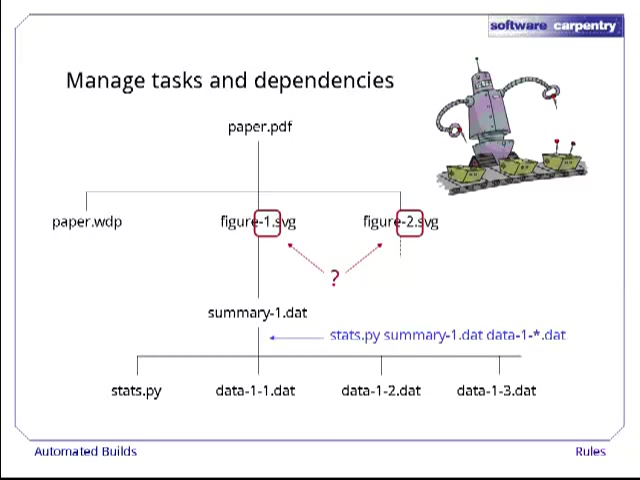 software carpentry
Manage tasks and dependencies
paper.pdf
paper.wdp figure-1.svg figure-2.svg
?
summary-1.dat
stats.py summary-1.dat data-1-*.dat
stats.py data-1-1.dat data-1-2.dat data-1-3.dat
Automated Builds Rules